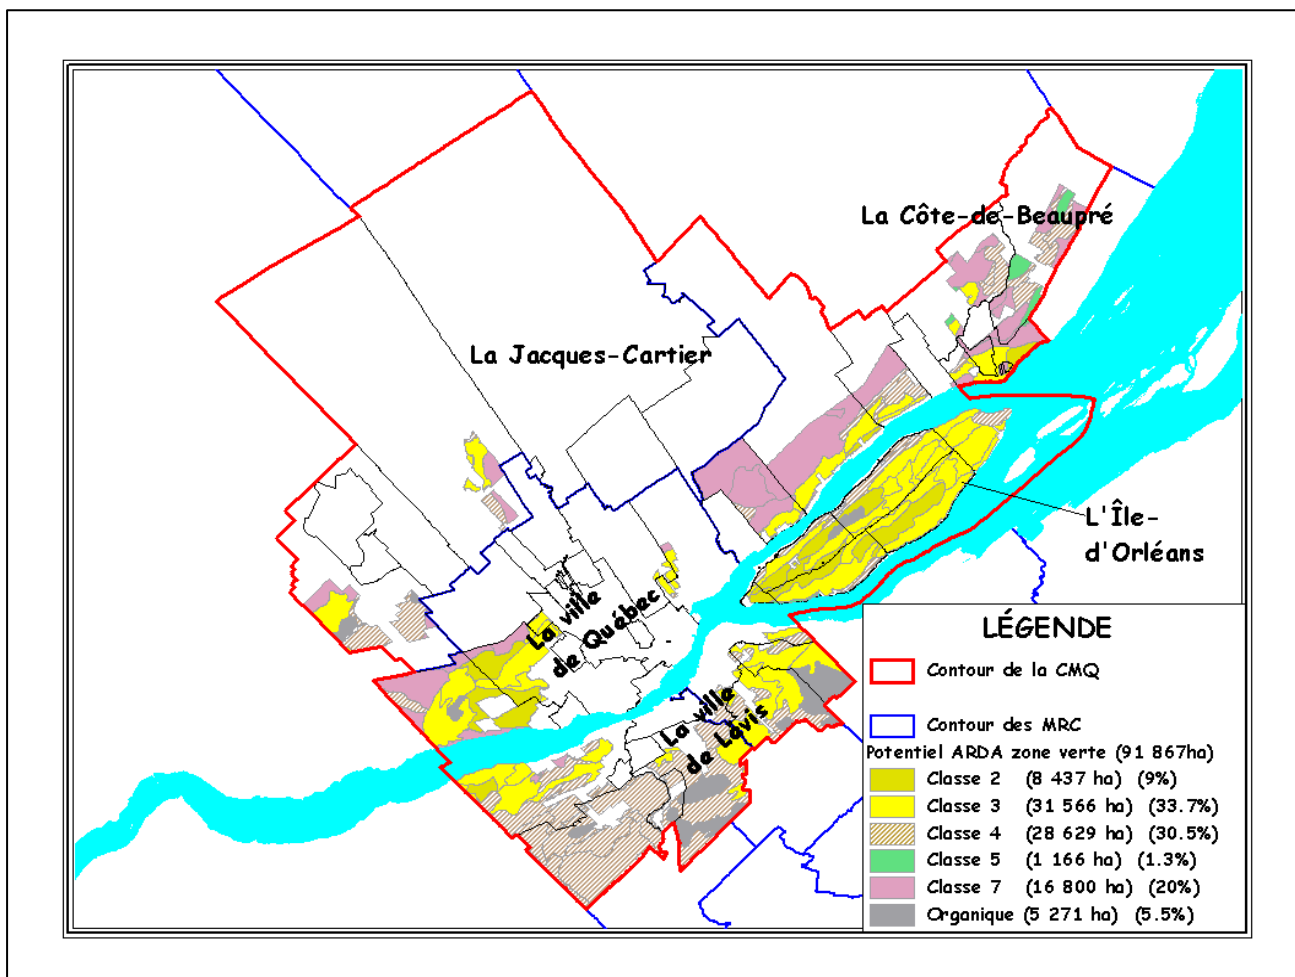 La Côte-de-Beaupré
La Jacques-Cartier
L'Île-
d'Orléans
La ville
de Québec
La ville
de Lévis
LÉGENDE
Contour de la CMQ
Contour des MRC
Potentiel ARDA zone verte (91 867ha)
Classe 2 (8 437 ha) (9%)
Classe 3 (31 566 ha) (33.7%)
Classe 4 (28 629 ha) (30.5%)
Classe 5 (1 166 ha) (1.3%)
Classe 7 (16 800 ha) (20%)
Organique (5 271 ha) (5.5%)